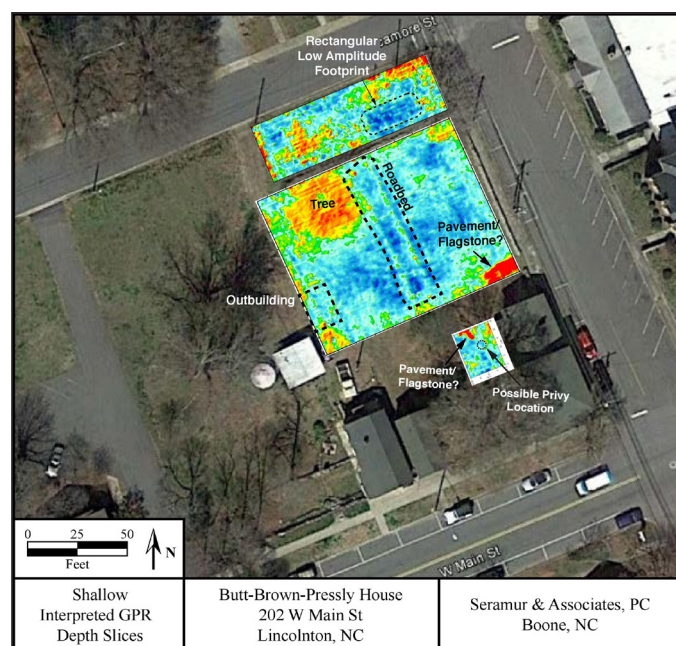 amore St
Rectangular
Low Amplitude
Footprint
Roadbed
Tree
Pavement/
Flagstone?
Outbuilding
Pavement/
Flagstone?
Possible Privy
Location
W Main St
0 25 50
Feet
N
Shallow
Interpreted GPR
Depth Slices
Butt-Brown-Pressly House
202 W Main St
Lincolnton, NC
Seramur & Associates, PC
Boone, NC